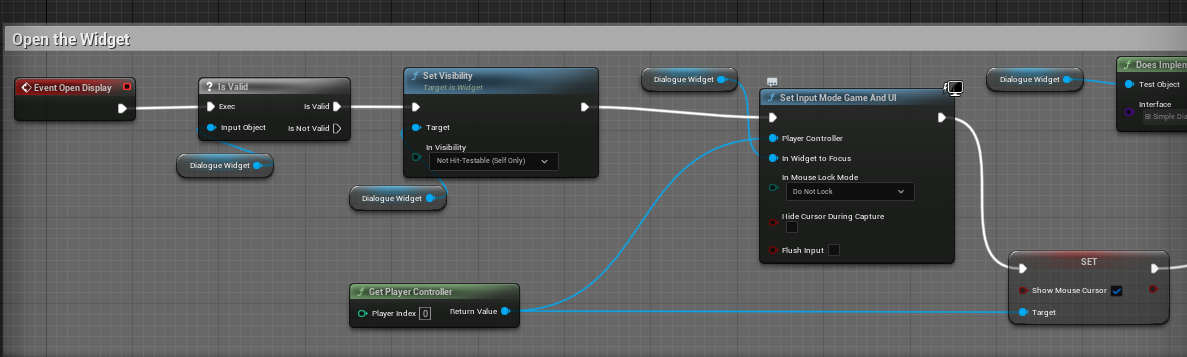 Open the Widget
Event Open Display
? Is Valid
Exec
Is Valid
Input Object
Is Not Valid
Dialogue Widget
f Set Visibility
Target is Widget
Target
In Visibility
Not Hit-Testable (Self Only)
Dialogue Widget
f Get Player Controller
Player Index 0
Return Value
Dialogue Widget
f Set Input Mode Game And UI
Player Controller
In Widget to Focus
In Mouse Lock Mode
Do Not Lock
Hide Cursor During Capture
Flush Input
Dialogue Widget
SET
Show Mouse Cursor
Target
f Does Implem
Test Object
Interface
BI Simple Dia